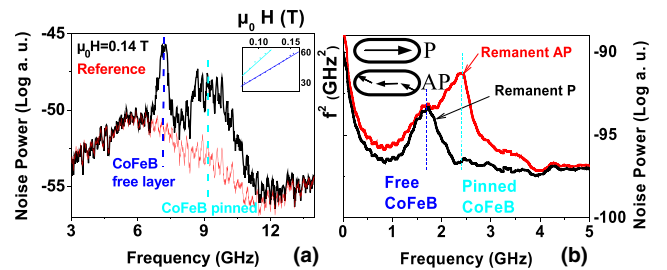 μ₀ H (T)
0.10 0.15
60
30
μ₀H=0.14 T
Reference
-45
-50
-55
Noise Power (Log a. u.)
CoFeB
free layer
CoFeB pinned
3 6 9 12
Frequency (GHz)
(a)
f² (GHz²)
P
AP
Remanent AP
Remanent P
-90
-95
-100
Noise Power (Log a. u.)
Free
CoFeB
Pinned
CoFeB
0 1 2 3 4 5
Frequency (GHz)
(b)